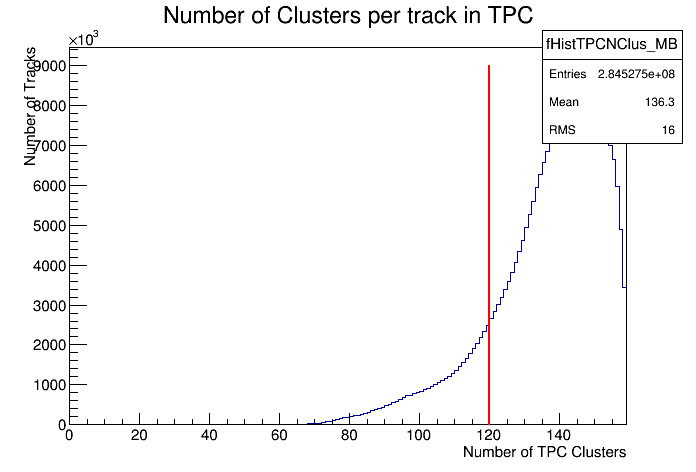 Number of Clusters per track in TPC
×10³
fHistTPCNClus_MB
Entries 2.845275e+08
Mean 136.3
RMS 16
Number of Tracks
9000
8000
7000
6000
5000
4000
3000
2000
1000
0
0 20 40 60 80 100 120 140
Number of TPC Clusters